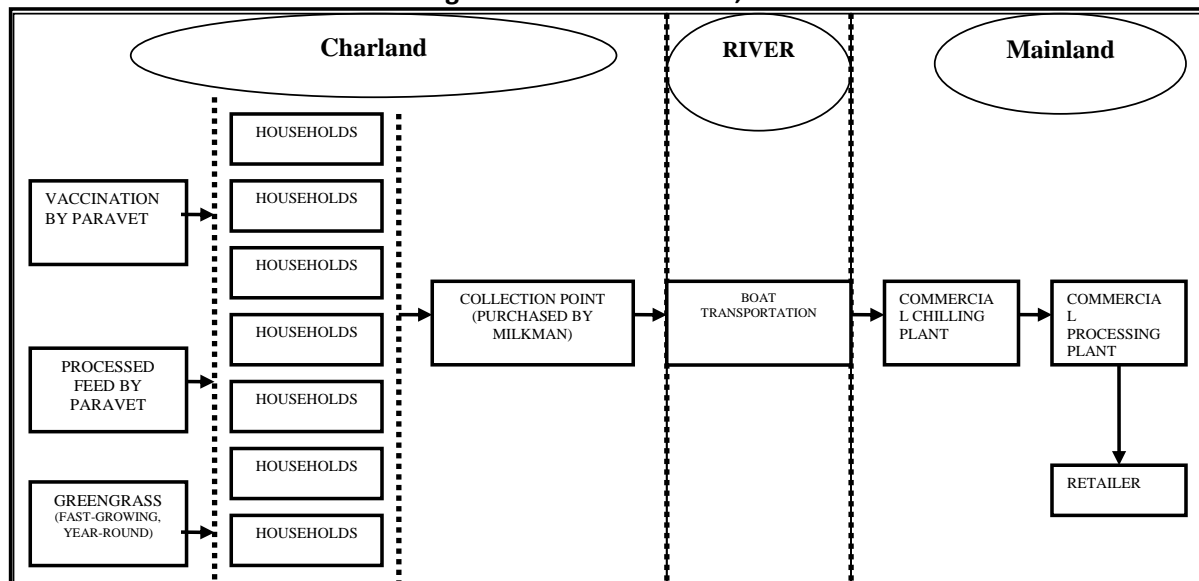 Charland
RIVER
Mainland
HOUSEHOLDS
HOUSEHOLDS
HOUSEHOLDS
HOUSEHOLDS
HOUSEHOLDS
HOUSEHOLDS
HOUSEHOLDS
VACCINATION
BY PARAVET
PROCESSED
FEED BY
PARAVET
GREENGRASS
(FAST-GROWING,
YEAR-ROUND)
COLLECTION POINT
(PURCHASED BY
MILKMAN)
BOAT
TRANSPORTATION
COMMERCIA
L CHILLING
PLANT
COMMERCIA
L
PROCESSING
PLANT
RETAILER